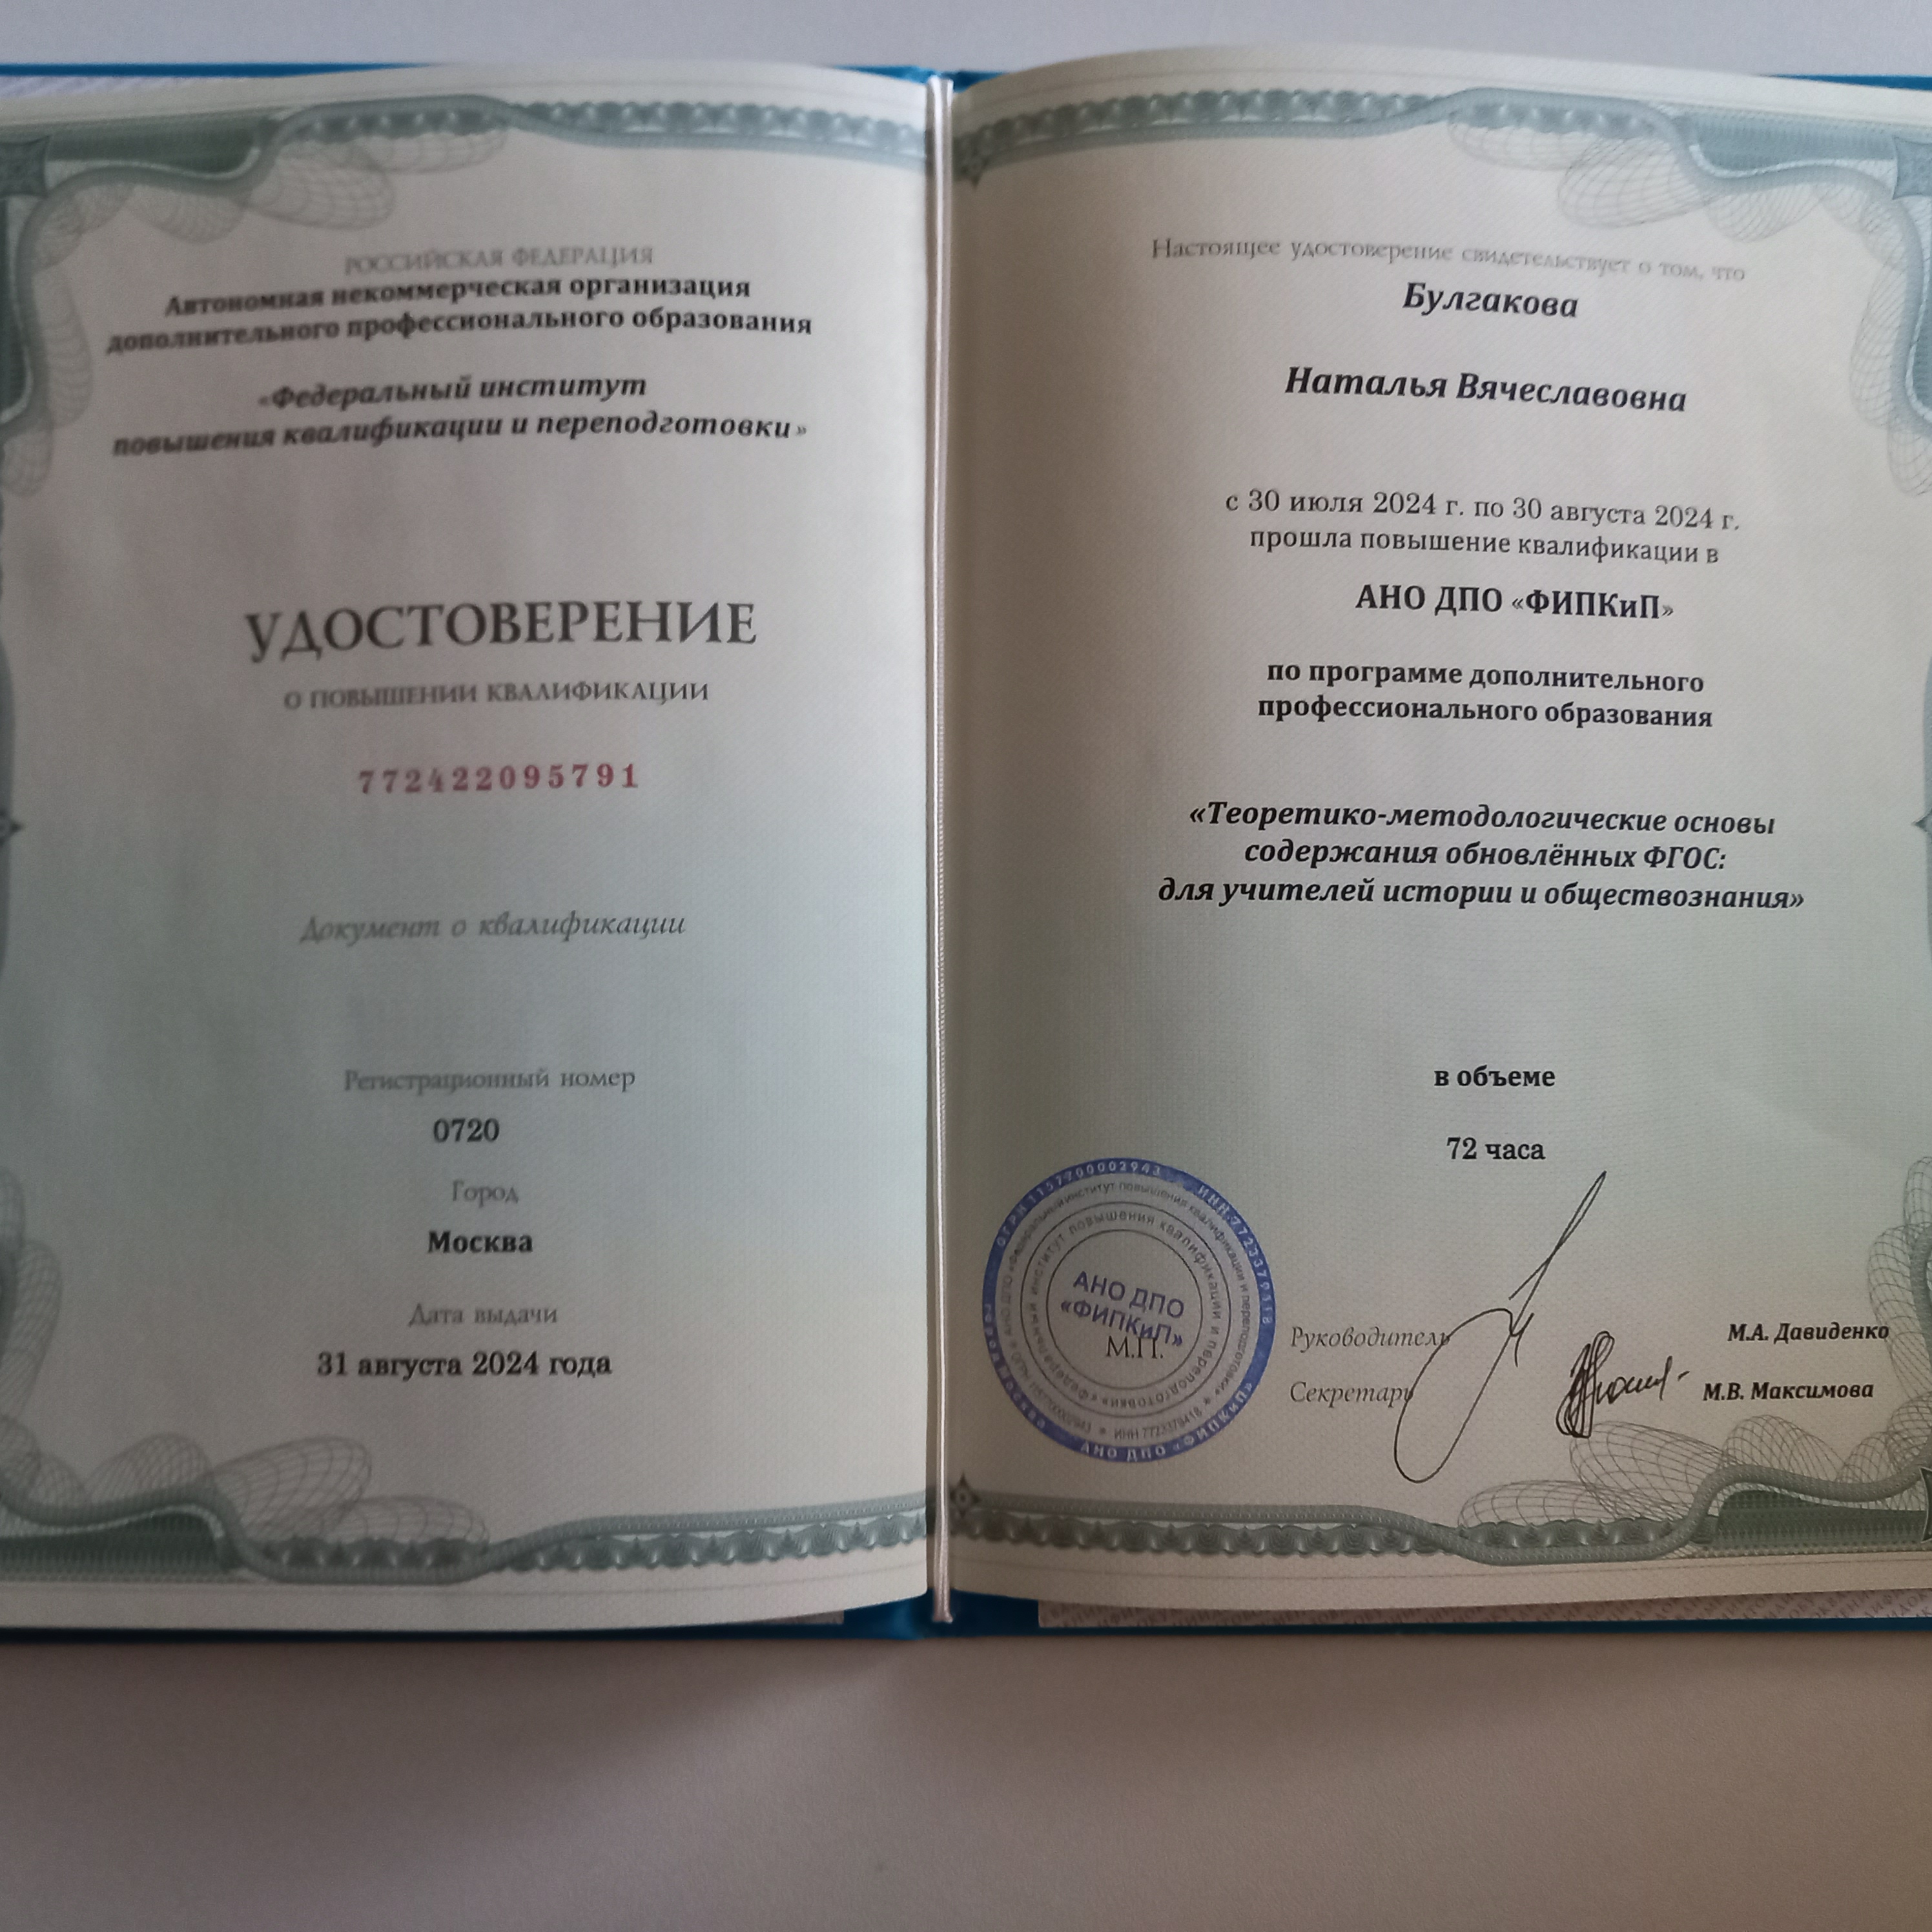 РОССИЙСКАЯ ФЕДЕРАЦИЯ
Автономная некоммерческая организация
дополнительного профессионального образования
«Федеральный институт
повышения квалификации и переподготовки»
УДОСТОВЕРЕНИЕ
О ПОВЫШЕНИИ КВАЛИФИКАЦИИ
772422095791
Документ о квалификации
Регистрационный номер
0720
Город
Москва
Дата выдачи
31 августа 2024 года
Настоящее удостоверение свидетельствует о том, что
Булгакова
Наталья Вячеславовна
с 30 июля 2024 г. по 30 августа 2024 г.
прошла повышение квалификации в
АНО ДПО «ФИПКиП»
по программе дополнительного
профессионального образования
«Теоретико-методологические основы
содержания обновлённых ФГОС:
для учителей истории и обществознания»
в объеме
72 часа
АНО ДПО
«ФИПКиП»
М.П.
Руководитель
М.А. Давиденко
Секретарь
М.В. Максимова